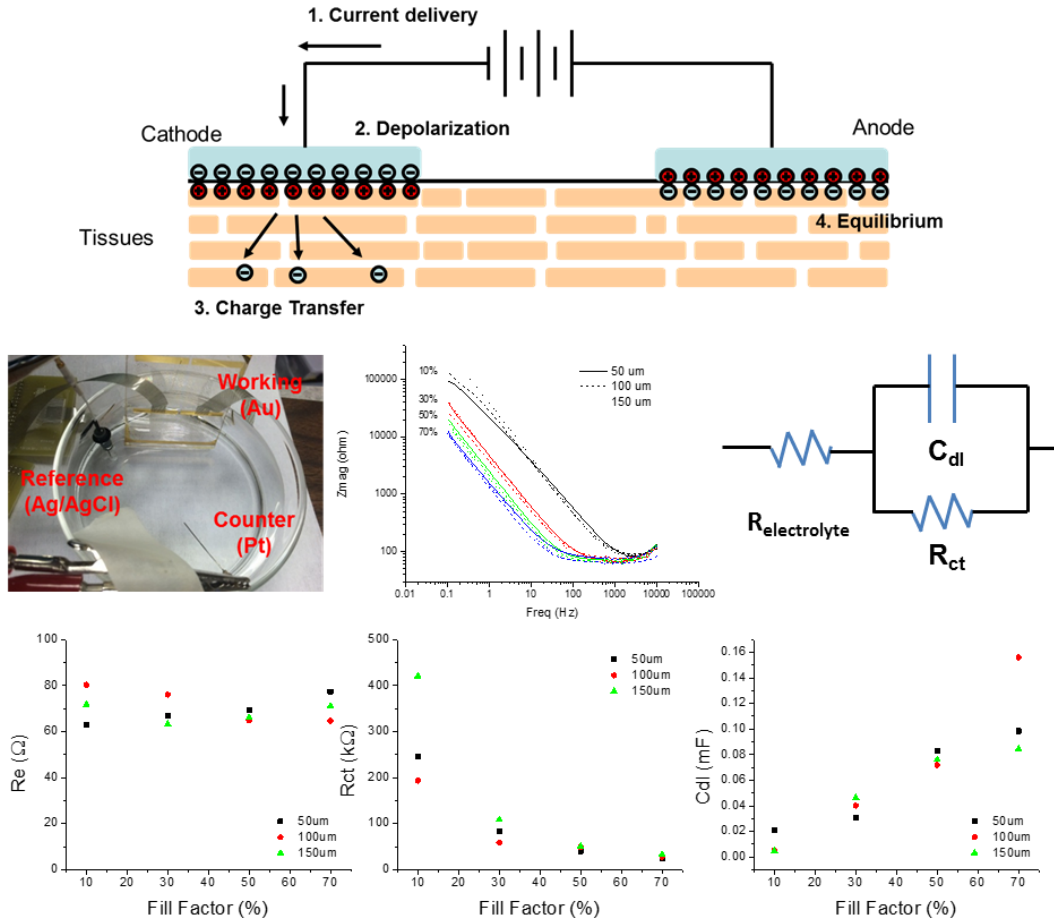 1. Current delivery
Cathode
2. Depolarization
Anode
Tissues
4. Equilibrium
3. Charge Transfer
Working
(Au)
Reference
(Ag/AgCl)
Counter
(Pt)
Zmag (ohm)
100000
10000
1000
100
10%
30%
50%
70%
50 um
100 um
150 um
0.01 0.1 1 10 100 1000 10000 100000
Freq (Hz)
C dl
R electrolyte
R ct
Re (Ω)
100
80
60
40
20
0
50um
100um
150um
10 20 30 40 50 60 70
Fill Factor (%)
Rct (kΩ)
500
400
300
200
100
0
50um
100um
150um
10 20 30 40 50 60 70
Fill Factor (%)
Cdl (mF)
0.16
0.14
0.12
0.10
0.08
0.06
0.04
0.02
0.00
50um
100um
150um
10 20 30 40 50 60 70
Fill Factor (%)